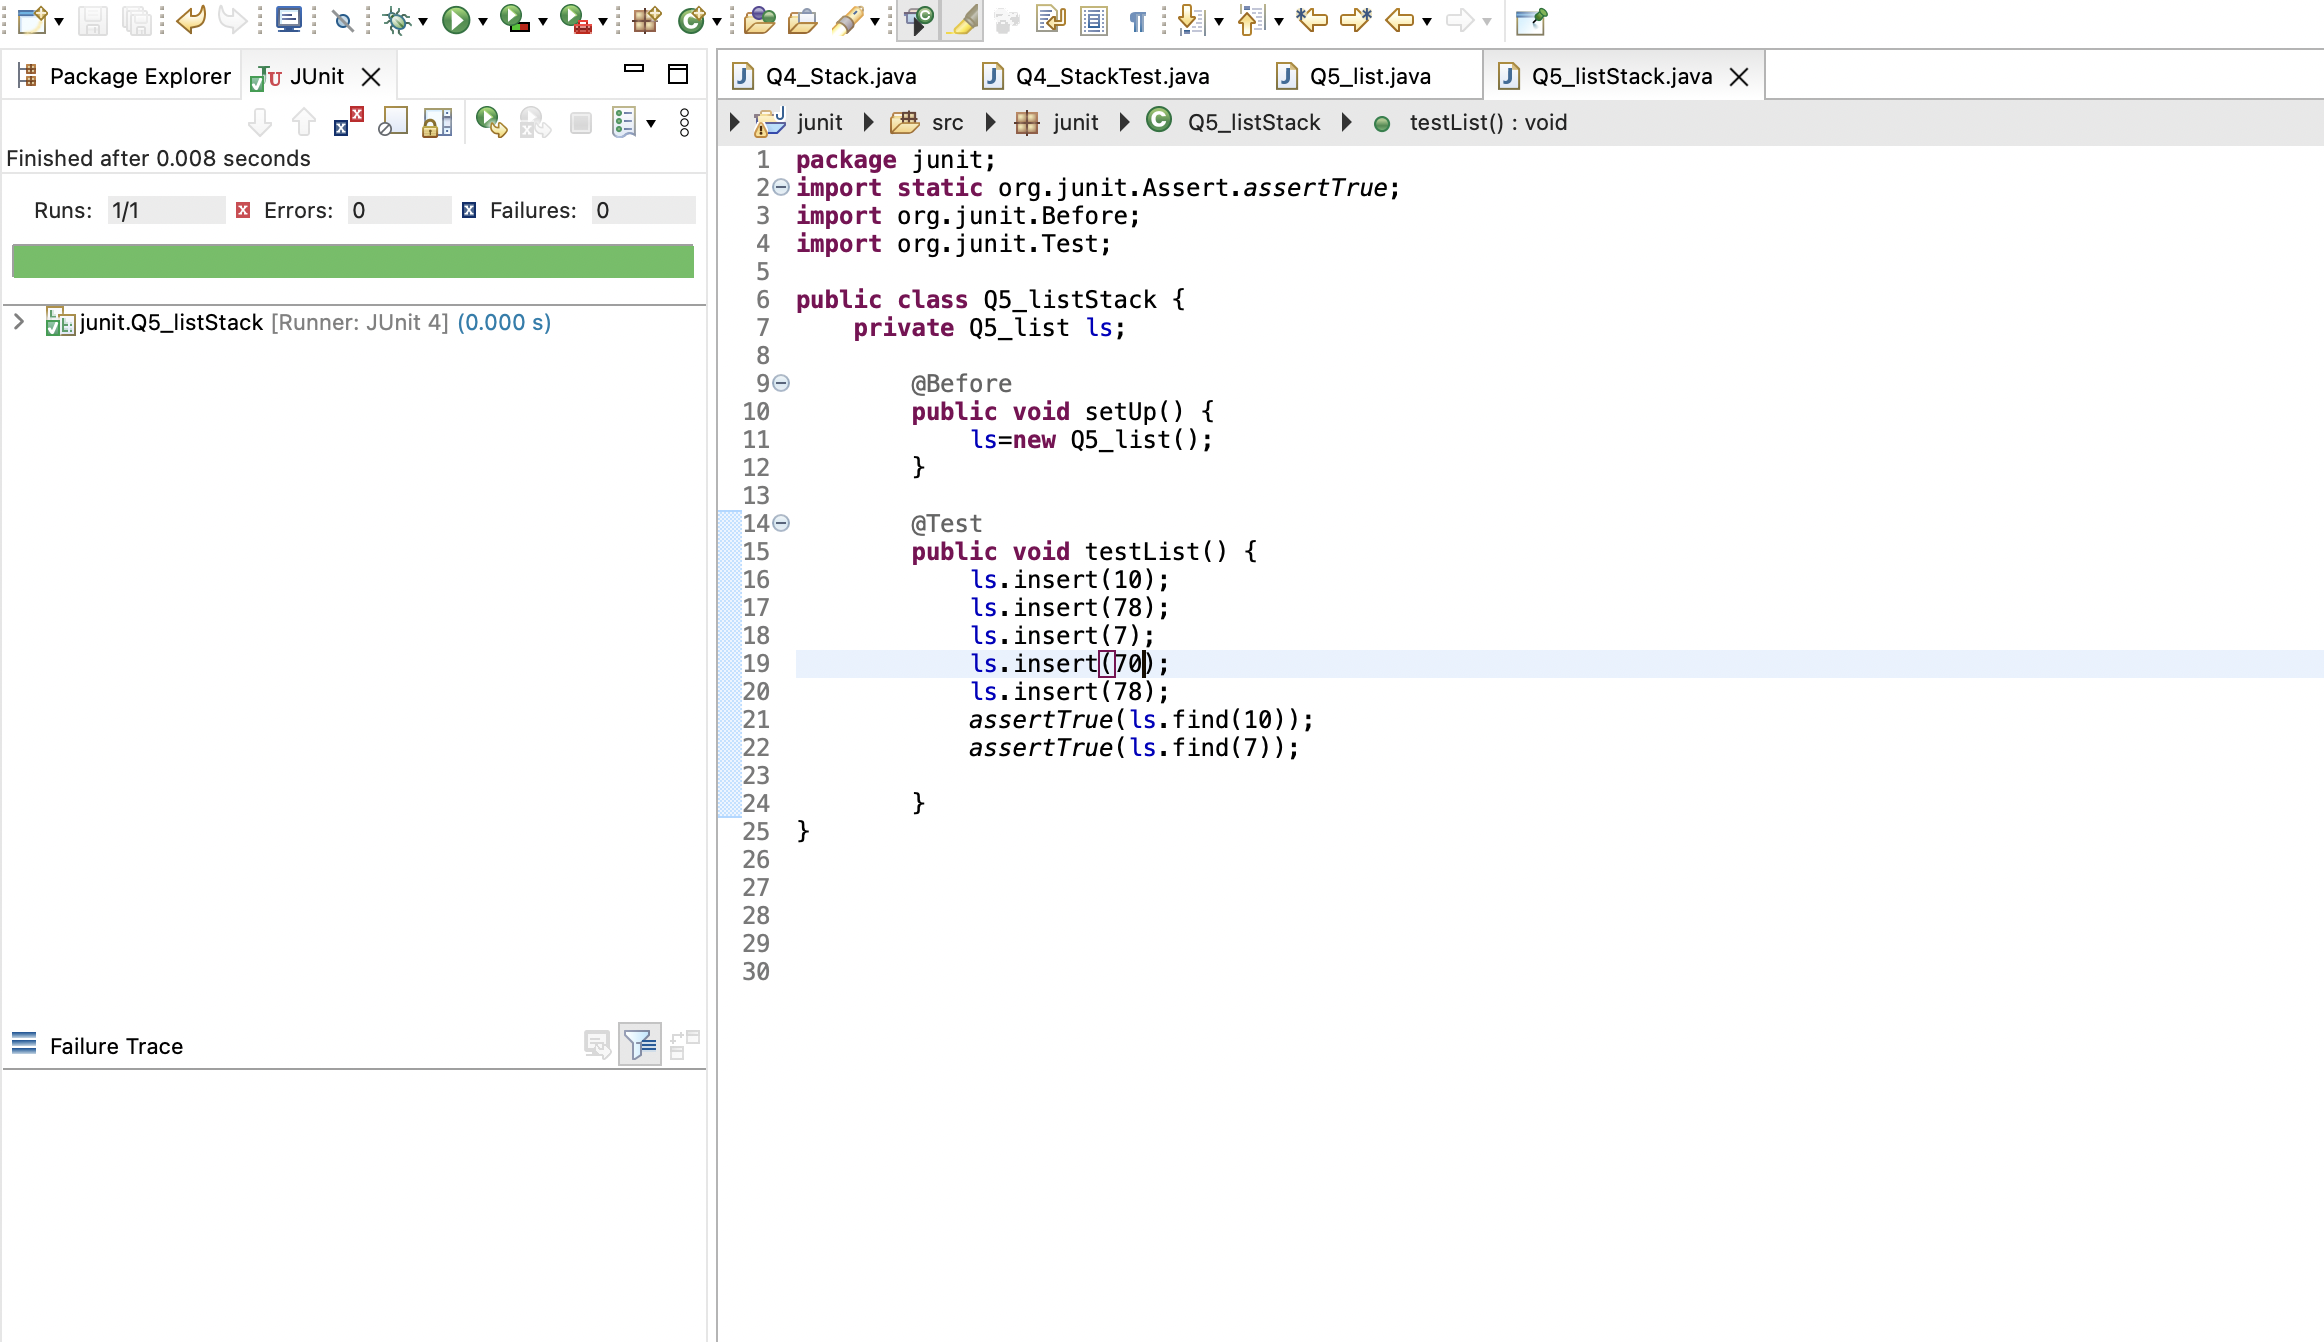 Package Explorer
JUnit
Finished after 0.008 seconds
Runs: 1/1 Errors: 0 Failures: 0
junit.Q5_listStack [Runner: JUnit 4] (0.000 s)
Failure Trace
Q4_Stack.java Q4_StackTest.java Q5_list.java Q5_listStack.java
junit src junit Q5_listStack testList() : void
1 package junit;
2 import static org.junit.Assert.assertTrue;
3 import org.junit.Before;
4 import org.junit.Test;
5
6 public class Q5_listStack {
7 private Q5_list ls;
8
9 @Before
10 public void setUp() {
11 ls=new Q5_list();
12 }
13
14 @Test
15 public void testList() {
16 ls.insert(10);
17 ls.insert(78);
18 ls.insert(7);
19 ls.insert(70);
20 ls.insert(78);
21 assertTrue(ls.find(10));
22 assertTrue(ls.find(7));
23
24 }
25 }
26
27
28
29
30